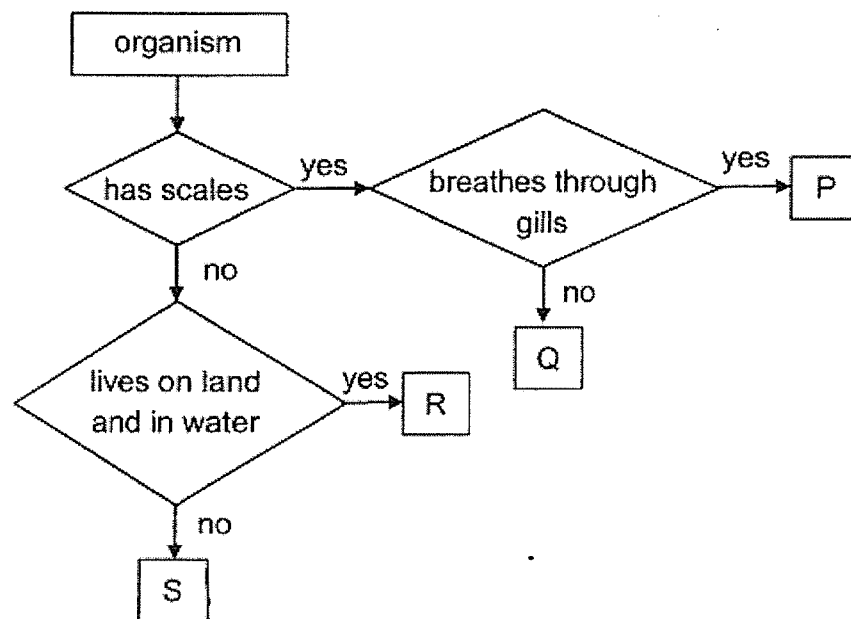 organism
has scales
yes
breathes through
gills
yes
P
no
Q
no
lives on land
and in water
yes
R
no
S